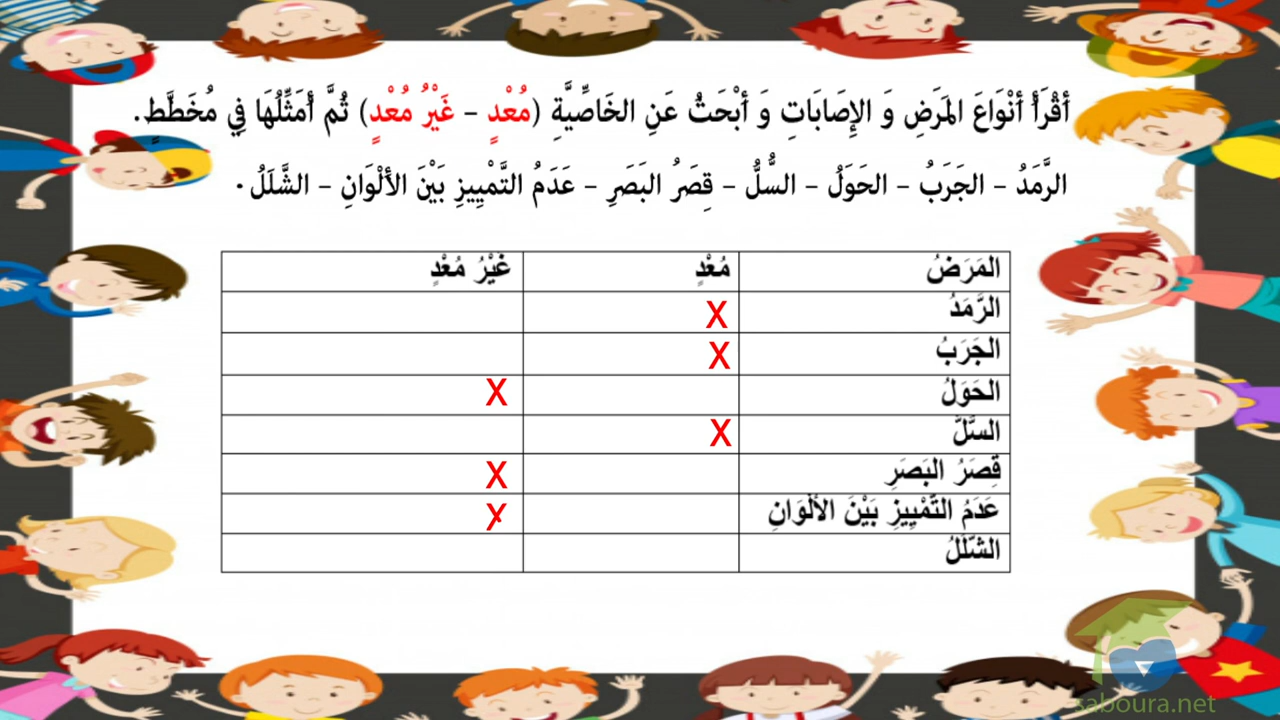 أَقْرَأُ أَنْوَاعَ المَرَضِ وَ الإِصَابَاتِ وَ أَبْحَثُ عَنِ الخَاصِّيَّةِ (مُعْدٍ – غَيْرُ مُعْدٍ) ثُمَّ أُمَثِّلُهَا فِي مُخَطَّطٍ.
الرَّمَدُ – الجَرَبُ – الحَوَلُ – السُّلُّ – قِصَرُ البَصَرِ – عَدَمُ التَّمْيِيزِ بَيْنَ الأَلْوَانِ – الشَّلَلُ.
المَرَضُ مُعْدٍ غَيْرُ مُعْدٍ
الرَّمَدُ X
الجَرَبُ X
الحَوَلُ X
السَّلُّ X
قِصَرُ البَصَرِ X
عَدَمُ التَّمْيِيزِ بَيْنَ الأَلْوَانِ X
الشَّلَلُ
saboura.net